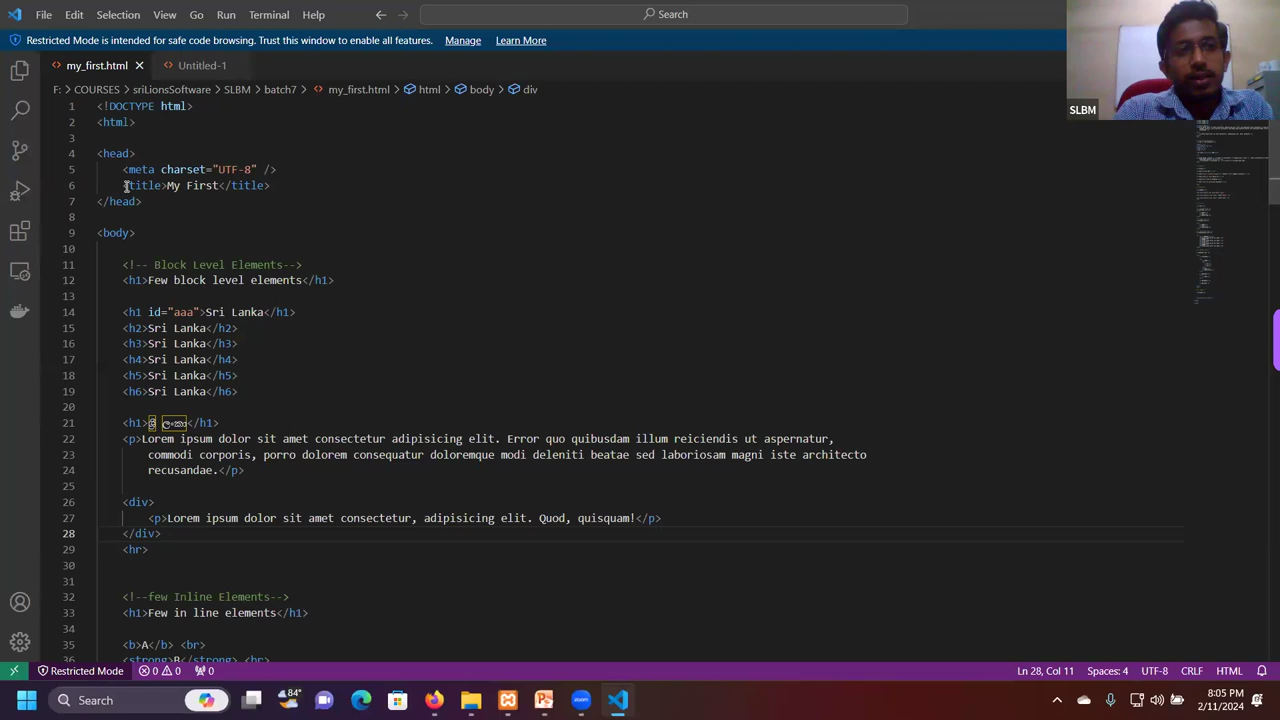 File Edit Selection View Go Run Terminal Help
Search
Restricted Mode is intended for safe code browsing. Trust this window to enable all features. Manage Learn More
my_first.html Untitled-1
F: > COURSES > sriLionsSoftware > SLBM > batch7 > my_first.html > html > body > div
SLBM
1 <!DOCTYPE html>
2 <html>
3
4 <head>
5 <meta charset="UTF-8" />
6 <title>My First</title>
7 </head>
8
9 <body>
10
11 <!-- Block Level Elements-->
12 <h1>Few block level elements</h1>
13
14 <h1 id="aaa">Sri Lanka</h1>
15 <h2>Sri Lanka</h2>
16 <h3>Sri Lanka</h3>
17 <h4>Sri Lanka</h4>
18 <h5>Sri Lanka</h5>
19 <h6>Sri Lanka</h6>
20
21 <h1>ශ්‍රී ලංකා</h1>
22 <p>Lorem ipsum dolor sit amet consectetur adipisicing elit. Error quo quibusdam illum reiciendis ut aspernatur,
23 commodi corporis, porro dolorem consequatur doloremque modi deleniti beatae sed laboriosam magni iste architecto
24 recusandae.</p>
25
26 <div>
27 <p>Lorem ipsum dolor sit amet consectetur, adipisicing elit. Quod, quisquam!</p>
28 </div>
29 <hr>
30
31
32 <!--few Inline Elements-->
33 <h1>Few in line elements</h1>
34
35 <b>A</b> <br>
36 <strong>B</strong> <br>
Restricted Mode 0 0 0 Ln 28, Col 11 Spaces: 4 UTF-8 CRLF HTML
Search 84° 8:05 PM
2/11/2024